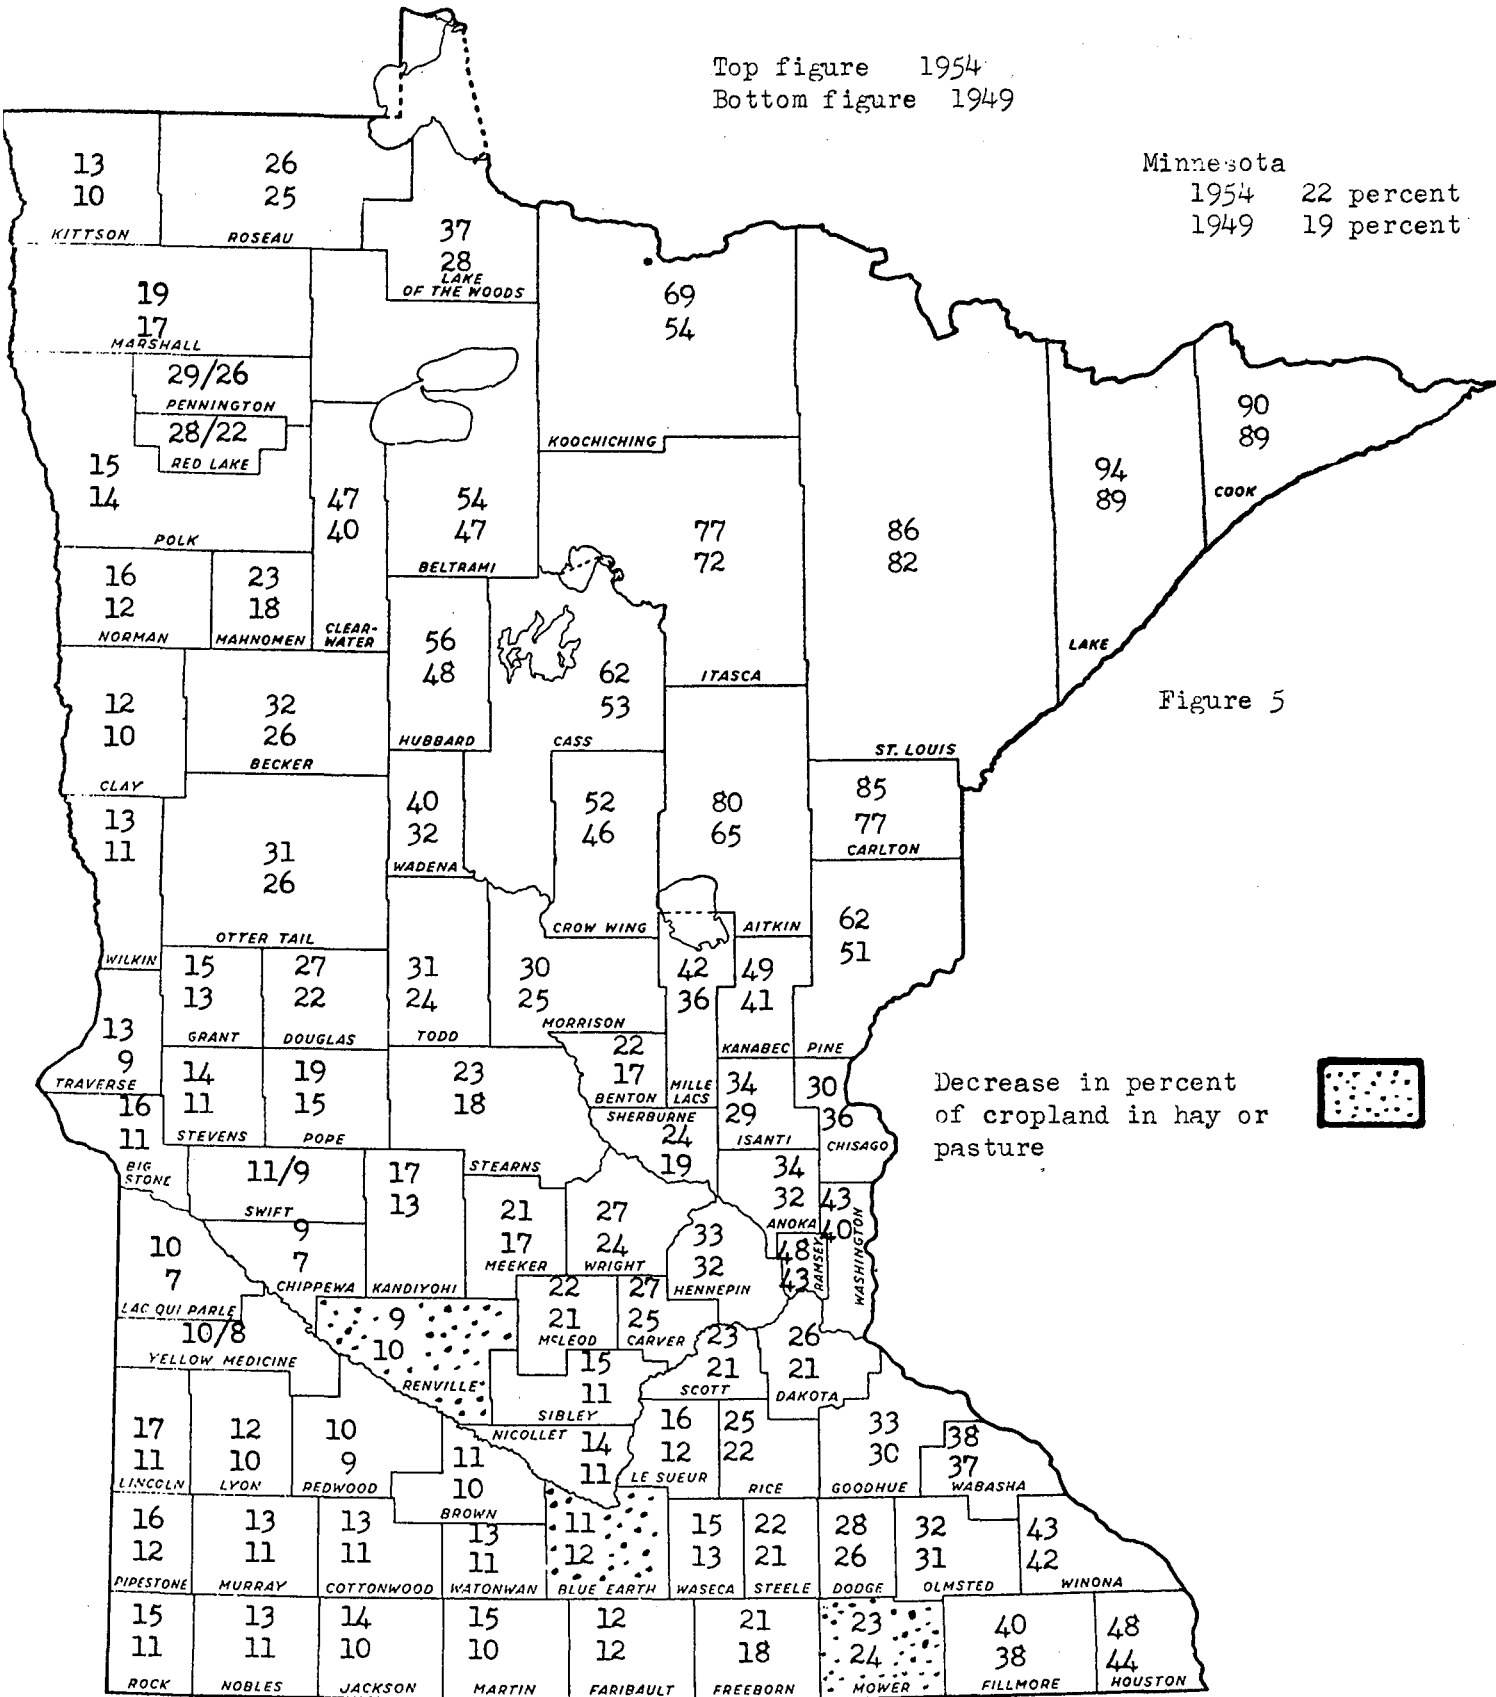 Top figure 1954
Bottom figure 1949
Minnesota
1954 22 percent
1949 19 percent
13
10
KITTSON
26
25
ROSEAU
37
28
LAKE
OF THE WOODS
69
54
KOOCHICHING
19
17
MARSHALL
29/26
PENNINGTON
28/22
RED LAKE
15
14
POLK
47
40
CLEAR-
WATER
54
47
BELTRAMI
77
72
ITASCA
86
82
ST. LOUIS
94
89
LAKE
90
89
COOK
16
12
NORMAN
23
18
MAHNOMEN
56
48
HUBBARD
62
53
CASS
Figure 5
12
10
CLAY
32
26
BECKER
40
32
WADENA
52
46
CROW WING
80
65
AITKIN
85
77
CARLTON
13
11
WILKIN
31
26
OTTER TAIL
15
13
GRANT
27
22
DOUGLAS
31
24
TODD
30
25
MORRISON
42
36
MILLE
LACS
49
41
KANABEC
62
51
PINE
13
9
TRAVERSE
14
11
STEVENS
19
15
POPE
23
18
STEARNS
22
17
BENTON
SHERBURNE
24
19
34
29
ISANTI
30
36
CHISAGO
Decrease in percent
of cropland in hay or
pasture
16
11
BIG
STONE
11/9
SWIFT
17
13
KANDIYOHI
21
17
MEEKER
27
24
WRIGHT
34
32
ANOKA
43
40
WASHINGTON
48
43
RAMSEY
33
32
HENNEPIN
10
7
LAC QUI PARLE
9
7
CHIPPEWA
10/8
YELLOW MEDICINE
9
10
RENVILLE
22
21
McLEOD
27
25
CARVER
23
21
SCOTT
26
21
DAKOTA
15
11
SIBLEY
17
11
LINCOLN
12
10
LYON
10
9
REDWOOD
11
10
BROWN
NICOLLET
14
11
16
12
LE SUEUR
25
22
RICE
33
30
GOODHUE
38
37
WABASHA
16
12
PIPESTONE
13
11
MURRAY
13
11
COTTONWOOD
13
11
WATONWAN
11
12
BLUE EARTH
15
13
WASECA
22
21
STEELE
28
26
DODGE
32
31
OLMSTED
43
42
WINONA
15
11
ROCK
13
11
NOBLES
14
10
JACKSON
15
10
MARTIN
12
12
FARIBAULT
21
18
FREEBORN
23
24
MOWER
40
38
FILLMORE
48
44
HOUSTON